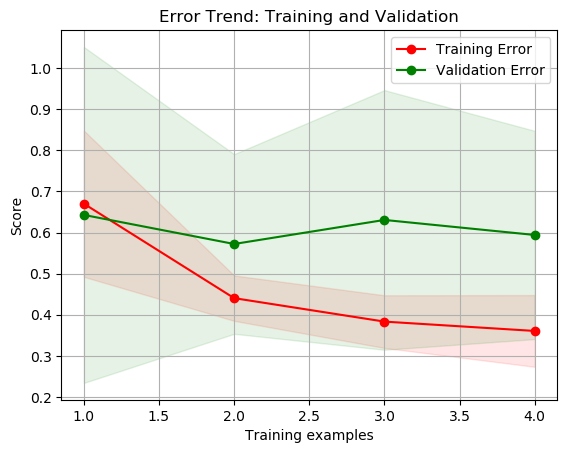 Error Trend: Training and Validation
Training Error
Validation Error
Score
1.0
0.9
0.8
0.7
0.6
0.5
0.4
0.3
0.2
1.0 1.5 2.0 2.5 3.0 3.5 4.0
Training examples